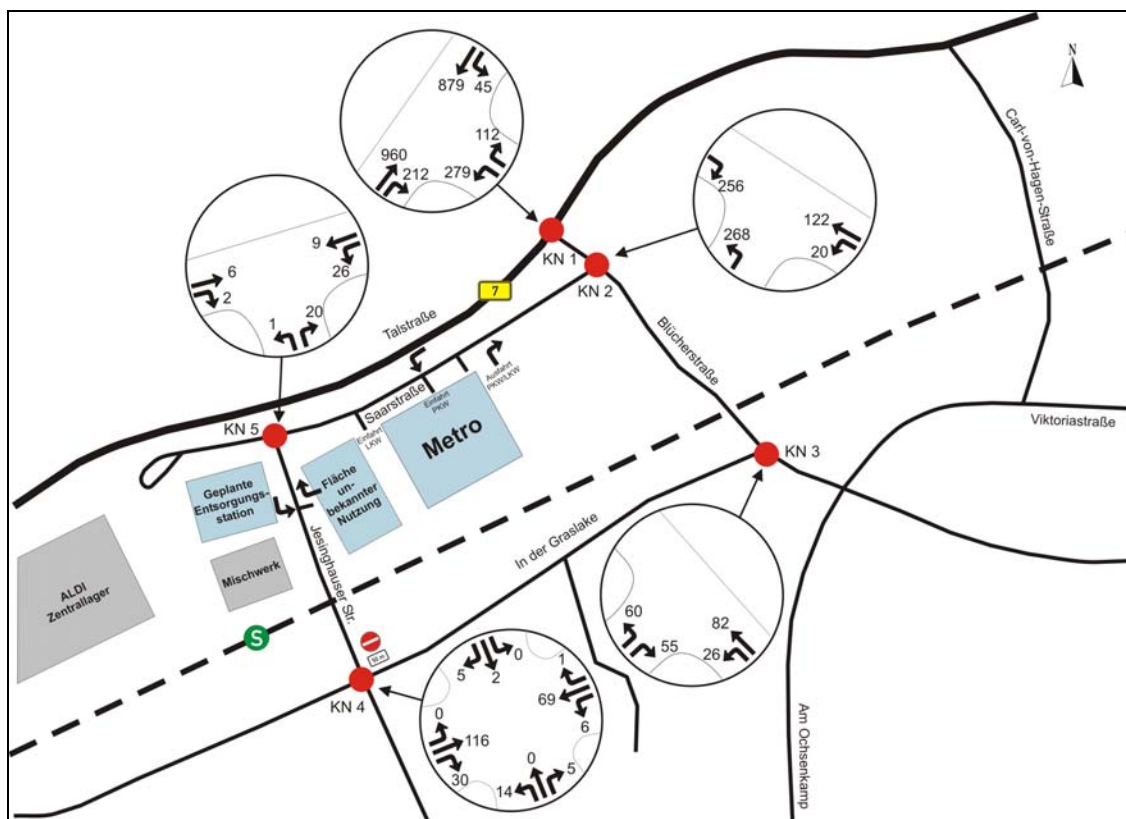 879
45
112
960
212
279
N
Carl-von-Hagen-Straße
256
268
122
20
9
26
6
2
1
20
KN 1
KN 2
7
Talstraße
Blücherstraße
Saarstraße
Ausfahrt
PKW/LKW
Einfahrt
PKW
Einfahrt
LKW
KN 5
Metro
Viktoriastraße
KN 3
Geplante
Entsorgungs-
station
Fläche
un-
bekannter
Nutzung
Jesinghauser Str.
In der Graslake
Mischwerk
ALDI
Zentrallager
S
60
55
82
26
50 m
KN 4
5
2
0
1
69
6
0
116
30
14
0
5
Am Ochsenkamp